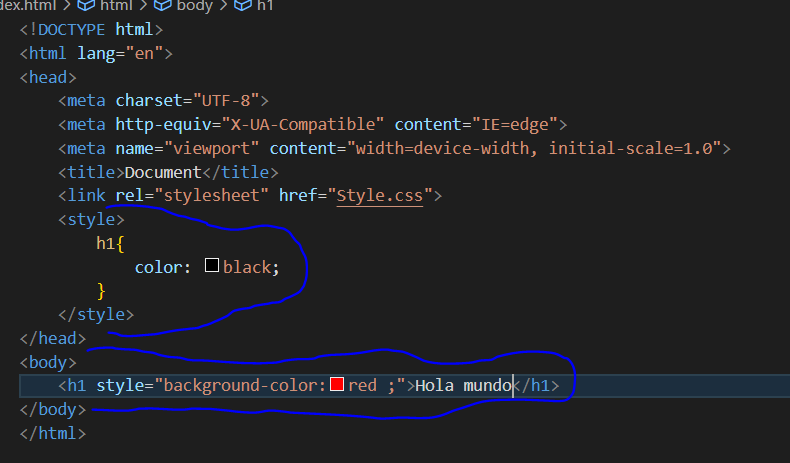 dex.html > html > body > h1
<!DOCTYPE html>
<html lang="en">
<head>
    <meta charset="UTF-8">
    <meta http-equiv="X-UA-Compatible" content="IE=edge">
    <meta name="viewport" content="width=device-width, initial-scale=1.0">
    <title>Document</title>
    <link rel="stylesheet" href="Style.css">
    <style>
        h1{
            color: black;
        }
    </style>
</head>
<body>
    <h1 style="background-color:red ;">Hola mundo</h1>
</body>
</html>